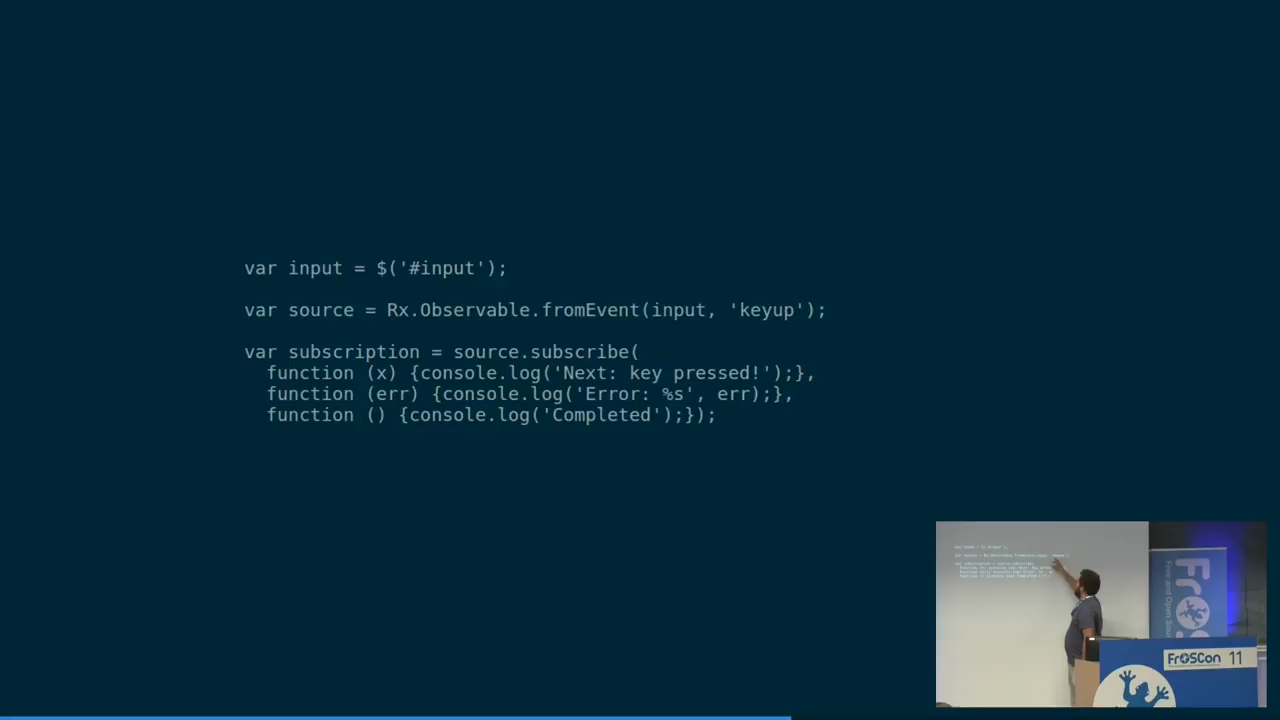 var input = $('#input');
var source = Rx.Observable.fromEvent(input, 'keyup');
var subscription = source.subscribe(
function (x) {console.log('Next: key pressed!');},
function (err) {console.log('Error: %s', err);},
function () {console.log('Completed');});
FrOSCon 11